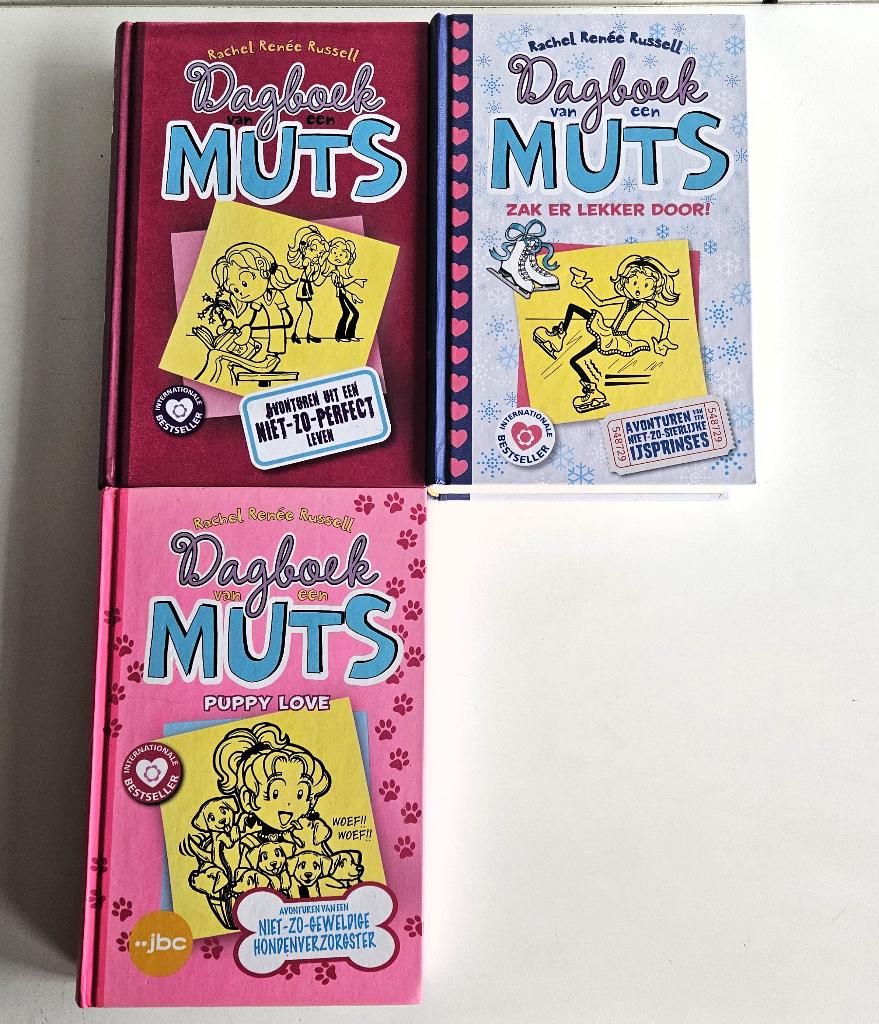 Rachel Renée Russell
Dagboek
van een
MUTS
AVONTUREN UIT EEN
NIET-ZO-PERFECT
LEVEN
INTERNATIONALE
BESTSELLER
Rachel Renée Russell
Dagboek
van een
MUTS
ZAK ER LEKKER DOOR!
INTERNATIONALE
BESTSELLER
548729
AVONTUREN VAN EEN
NIET-ZO-SIERLIJKE
IJSPRINSES
548729
Rachel Renée Russell
Dagboek
van een
MUTS
PUPPY LOVE
INTERNATIONALE
BESTSELLER
WOEF!!
WOEF!!
AVONTUREN VAN EEN
NIET-ZO-GEWELDIGE
HONDENVERZORGSTER
••jbc